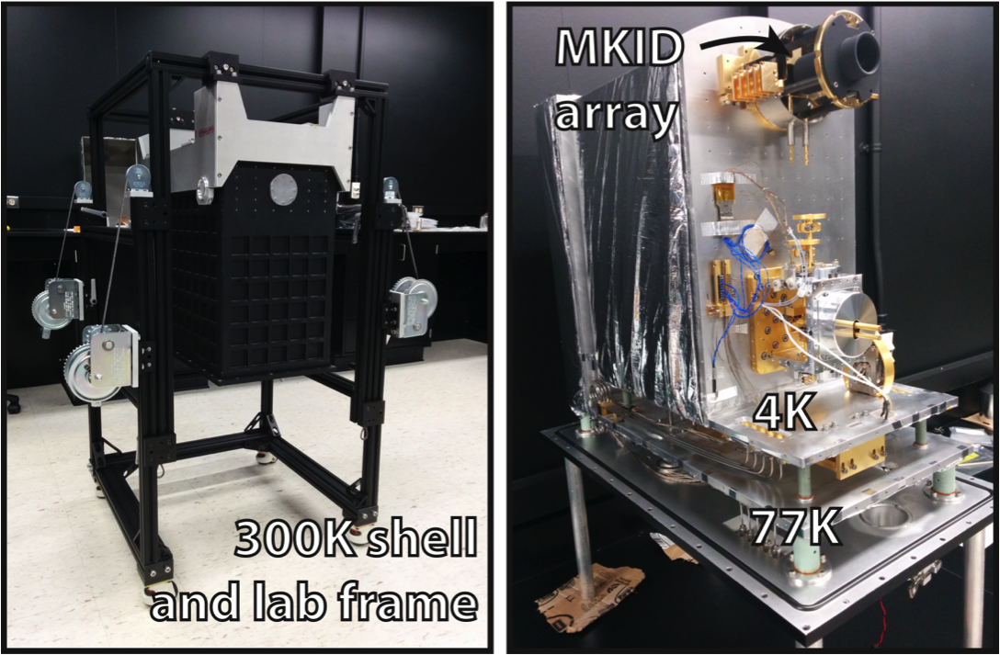 300K shell
and lab frame
MKID
array
4K
77K